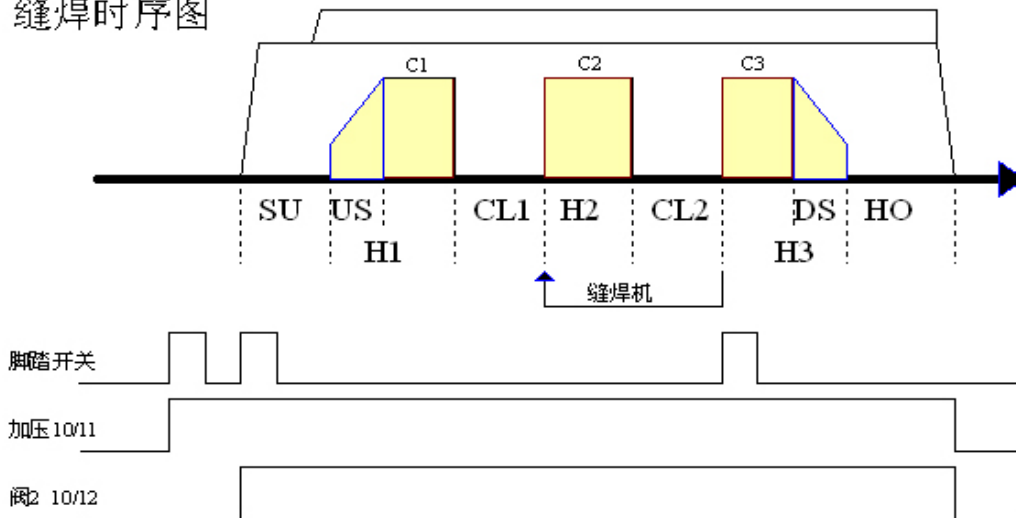 缝焊时序图
C1 C2 C3
SU US CL1 H2 CL2 DS HO
H1 H3
缝焊机
脚踏开关
加压 10/11
阀2 10/12